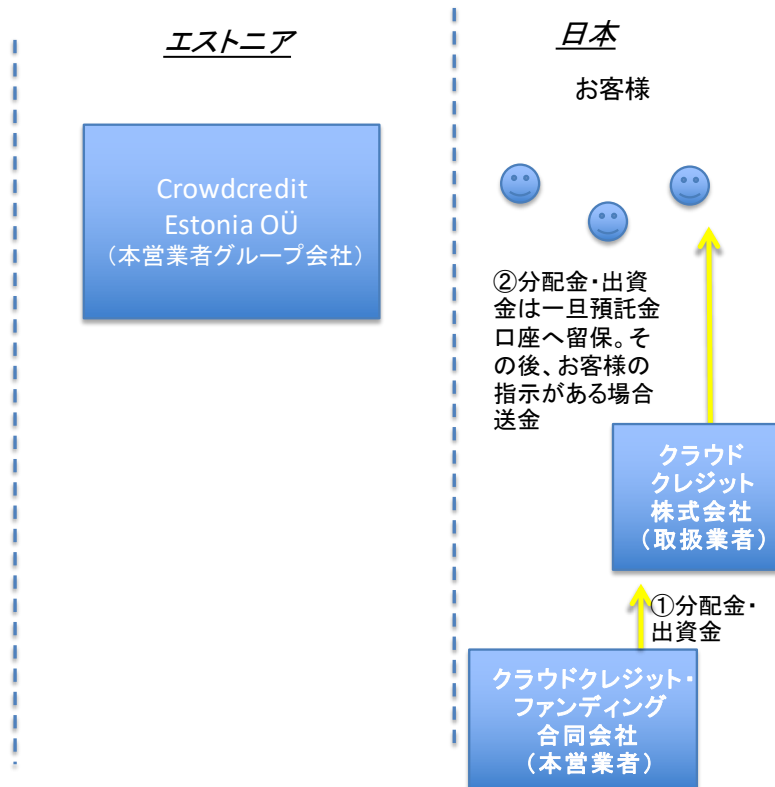 エストニア
日本
お客様
Crowdcredit
Estonia OÜ
（本営業者グループ会社）
②分配金・出資
金は一旦預託金
口座へ留保。そ
の後、お客様の
指示がある場合
送金
クラウド
クレジット
株式会社
（取扱業者）
①分配金・
出資金
クラウドクレジット・
ファンディング
合同会社
（本営業者）